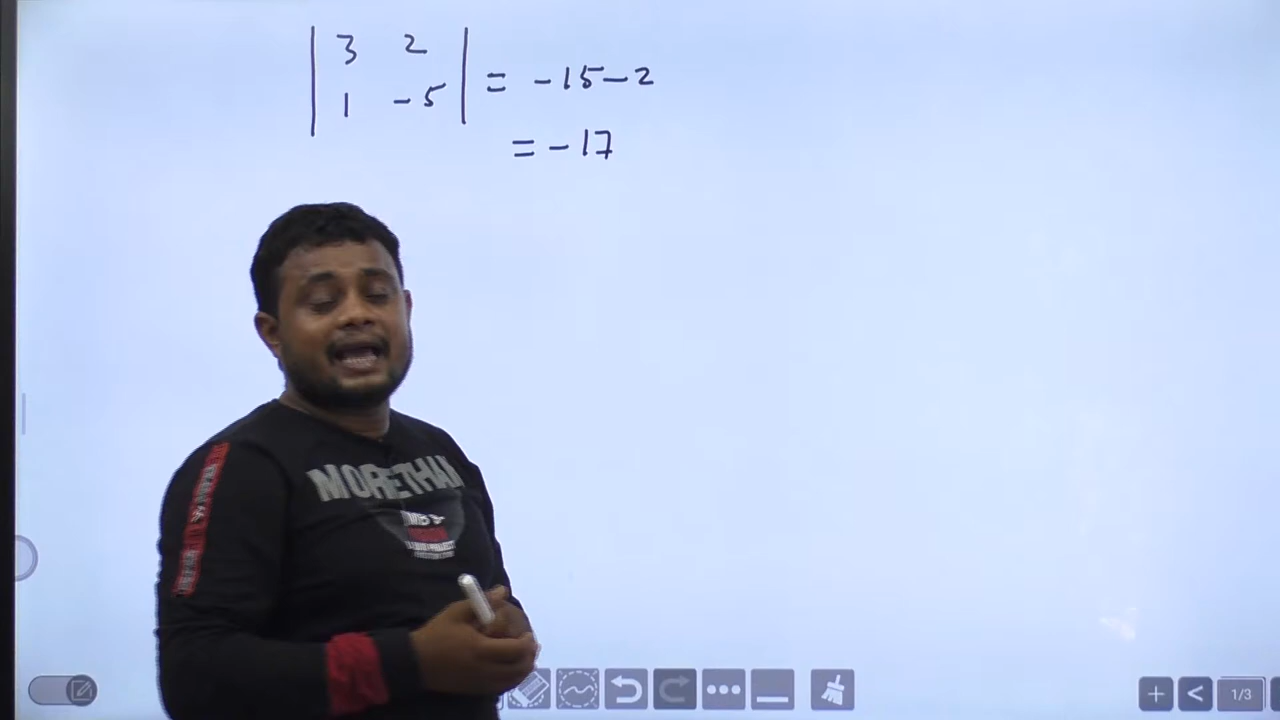 | 3 2 |
| 1 -5 | = -15-2
= -17
MORETHAN
1/3